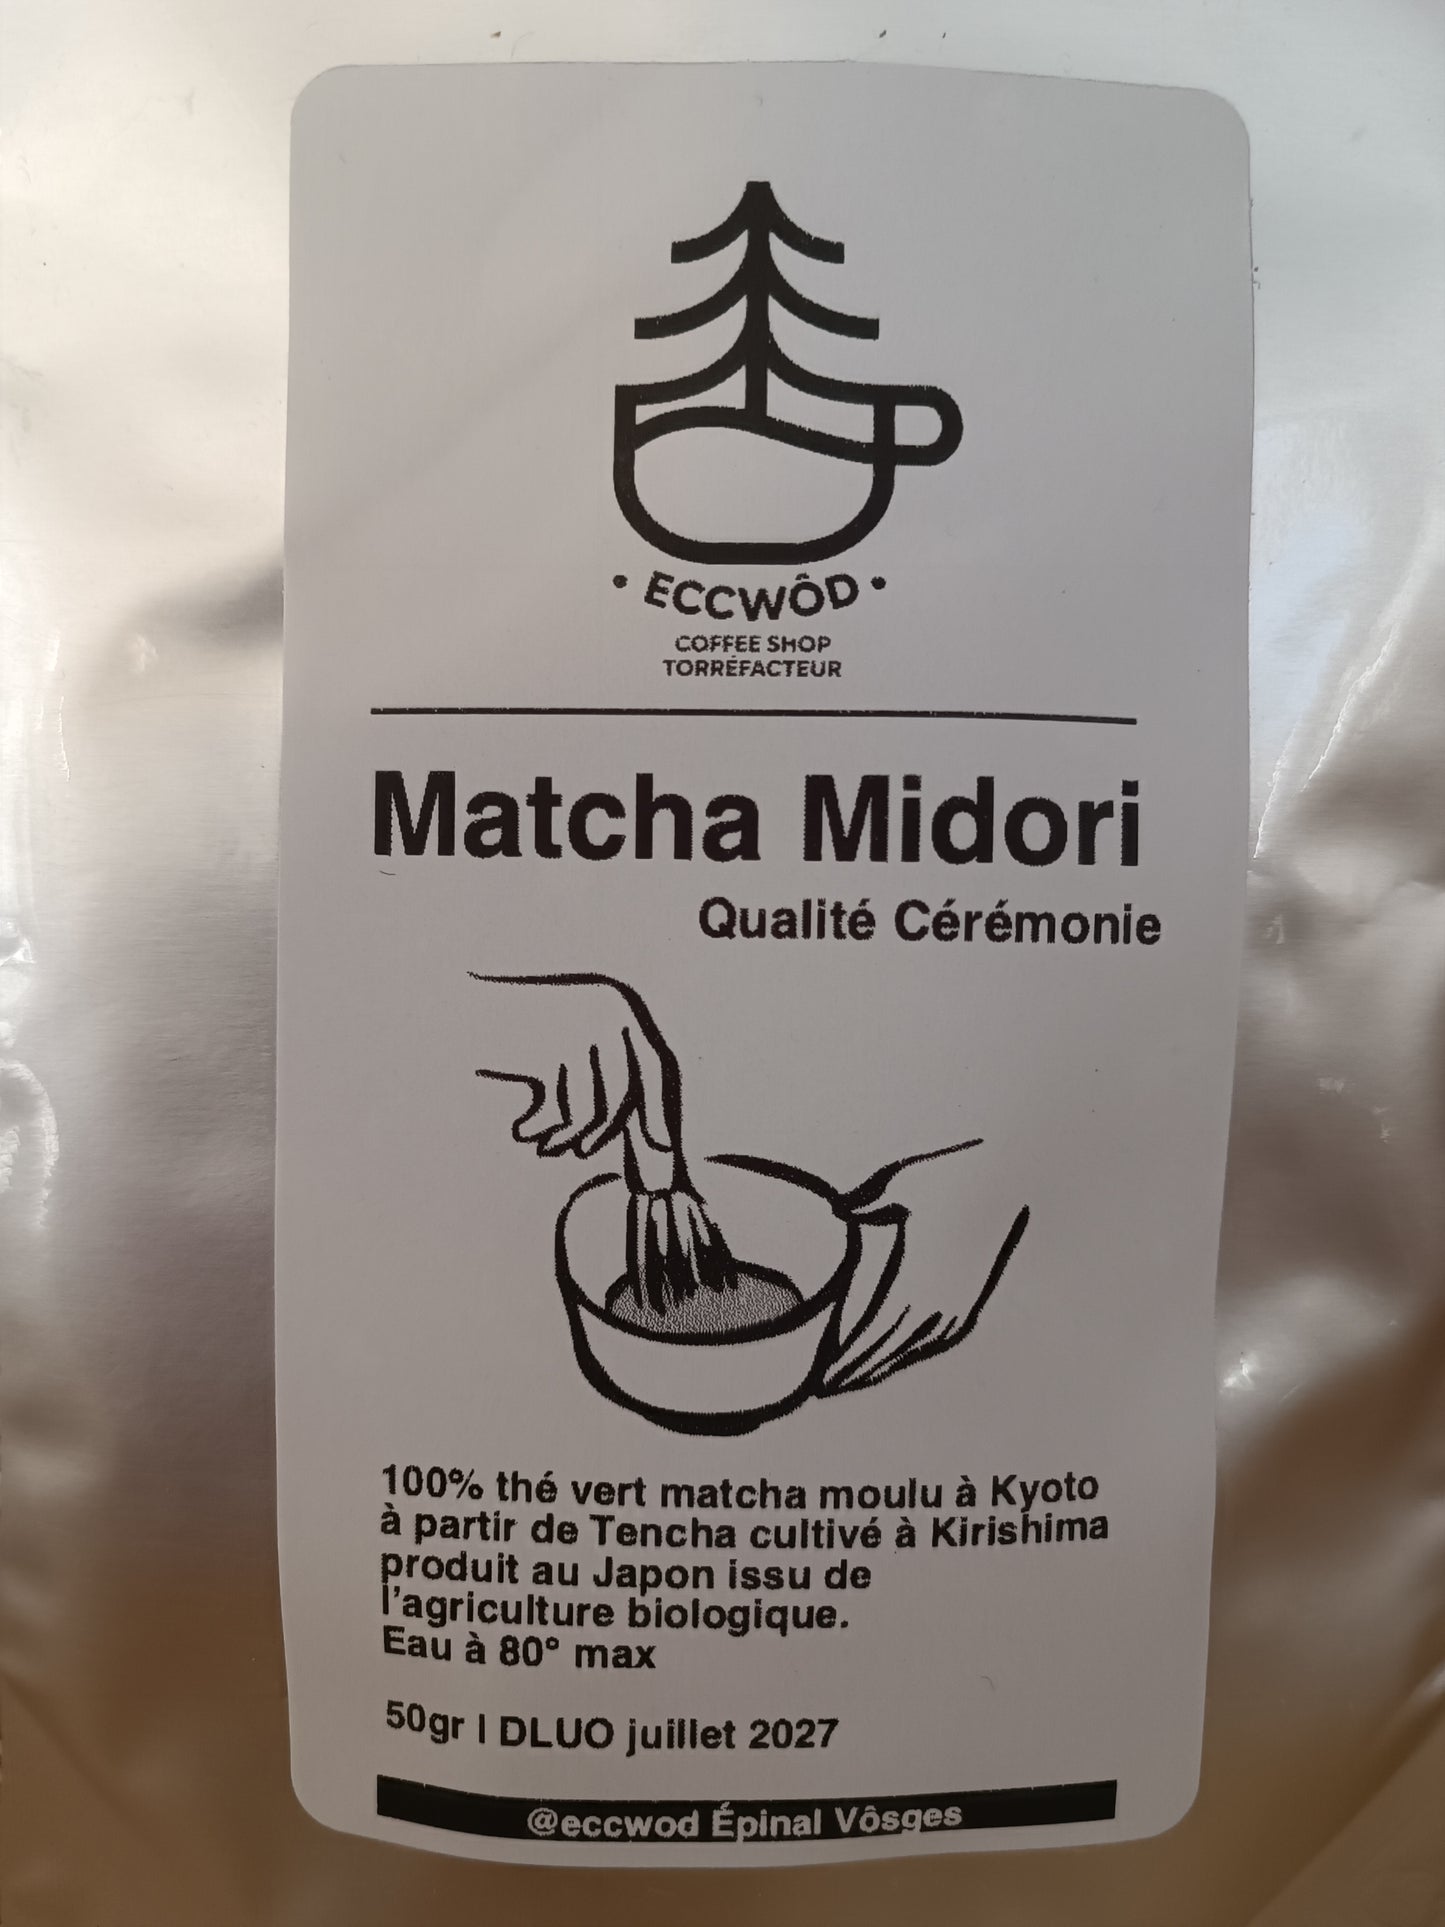 • ECCWÔD •
COFFEE SHOP
TORRÉFACTEUR
Matcha Midori
Qualité Cérémonie
100% thé vert matcha moulu à Kyoto
à partir de Tencha cultivé à Kirishima
produit au Japon issu de
l'agriculture biologique.
Eau à 80° max
50gr | DLUO juillet 2027
@eccwod Épinal Vôsges